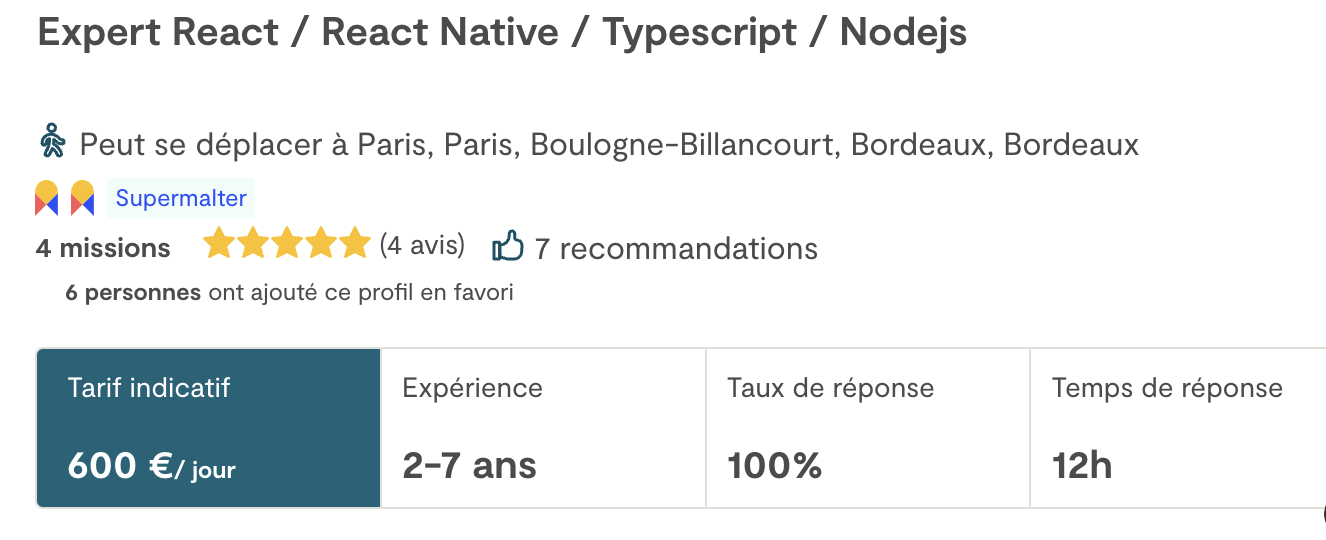 Expert React / React Native / Typescript / Nodejs
Peut se déplacer à Paris, Paris, Boulogne-Billancourt, Bordeaux, Bordeaux
Supermalter
4 missions (4 avis) 7 recommandations
6 personnes ont ajouté ce profil en favori
Tarif indicatif Expérience Taux de réponse Temps de réponse
600 €/ jour 2-7 ans 100% 12h